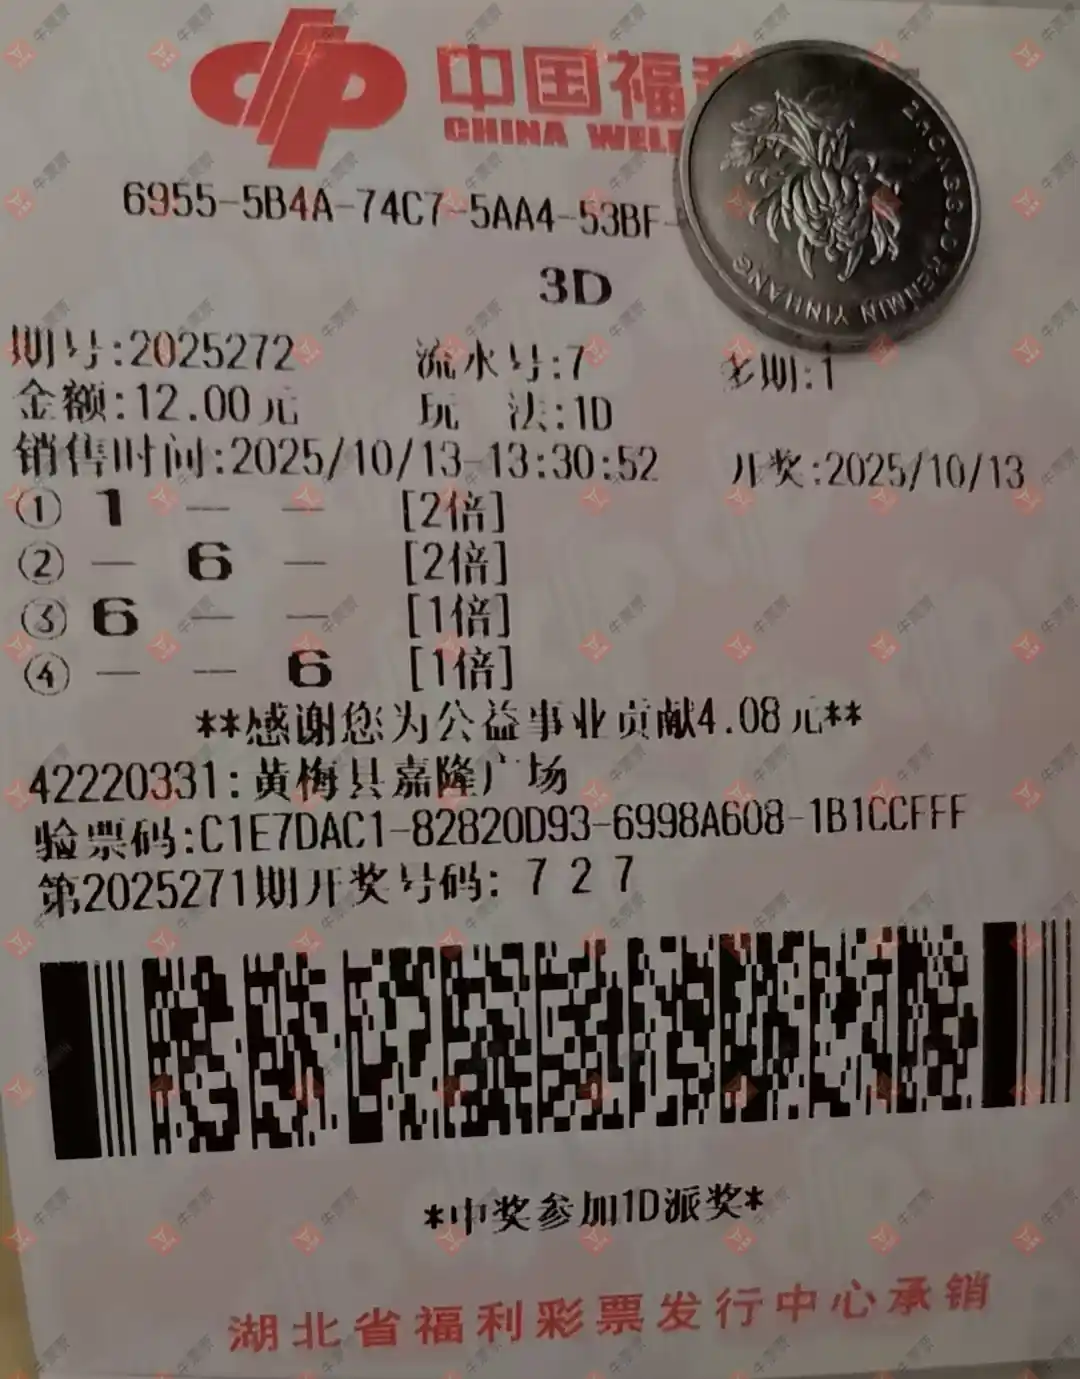 中国福利
CHINA WELF
6955-5B4A-74C7-5AA4-53BF-
3D
期号:2025272 流水号:7 多期:1
金额:12.00元 玩 法:1D
销售时间:2025/10/13-13:30:52 开奖:2025/10/13
① 1 — — [2倍]
② — 6 — [2倍]
③ 6 — — [1倍]
④ — — 6 [1倍]
**感谢您为公益事业贡献4.08元**
42220331:黄梅县嘉隆广场
验票码:C1E7DAC1-82820D93-6998A608-1B1CCFFF
第2025271期开奖号码: 7 2 7
*中奖参加1D派奖*
湖北省福利彩票发行中心承销
ZHONGGUO RENMIN YINHANG